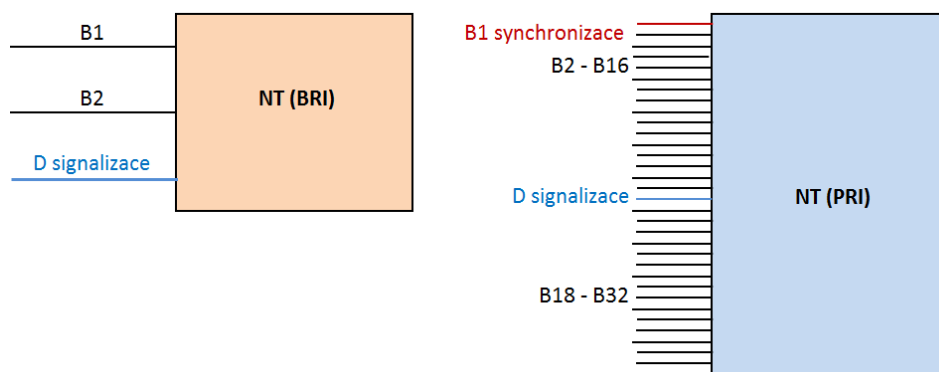 B1
B2
D signalizace
NT (BRI)
B1 synchronizace
B2 - B16
D signalizace
B18 - B32
NT (PRI)